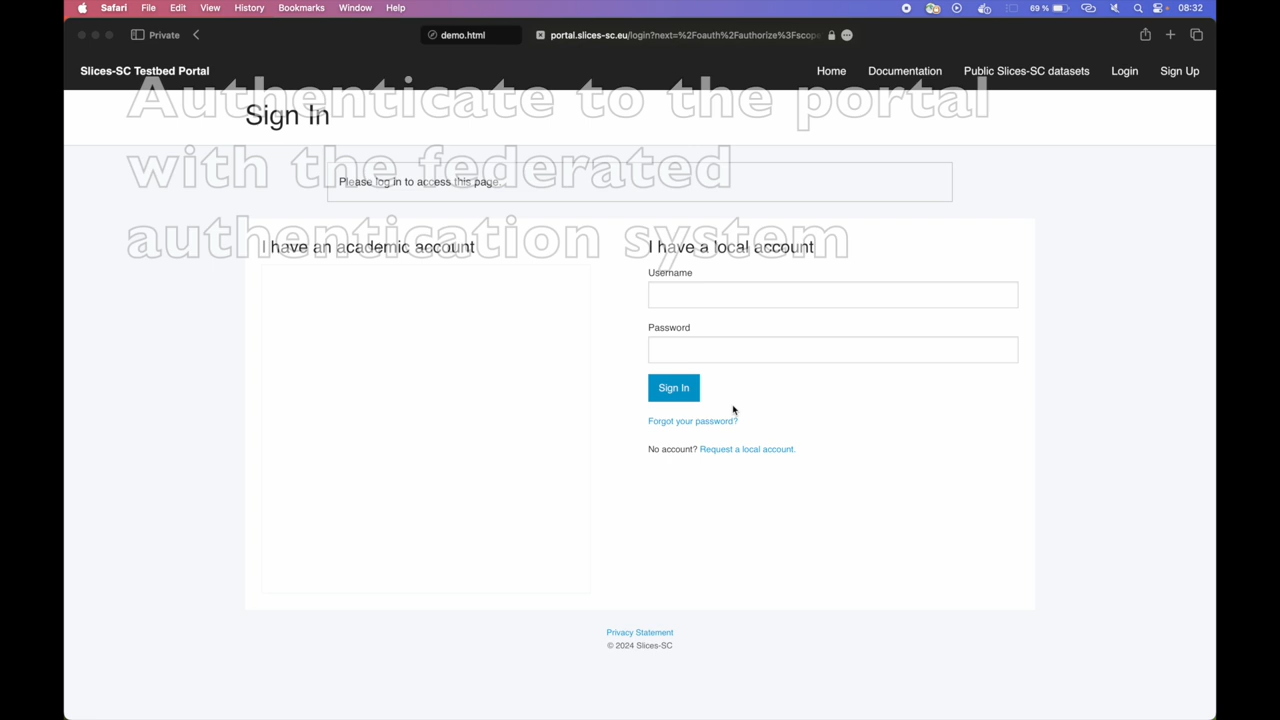 Safari File Edit View History Bookmarks Window Help 69 % 08:32
Private demo.html portal.slices-sc.eu/login?next=%2Foauth%2Fauthorize%3Fscope
Slices-SC Testbed Portal Home Documentation Public Slices-SC datasets Login Sign Up
Authenticate to the portal
with the federated
authentication system
Sign In
Please log in to access this page.
I have an academic account
I have a local account
Username
Password
Sign In
Forgot your password?
No account? Request a local account.
Privacy Statement
© 2024 Slices-SC